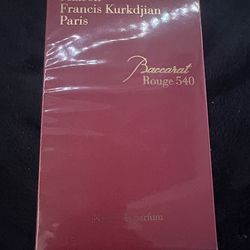 Francis Kurkdjian
Paris
Baccarat
Rouge 540
parfum